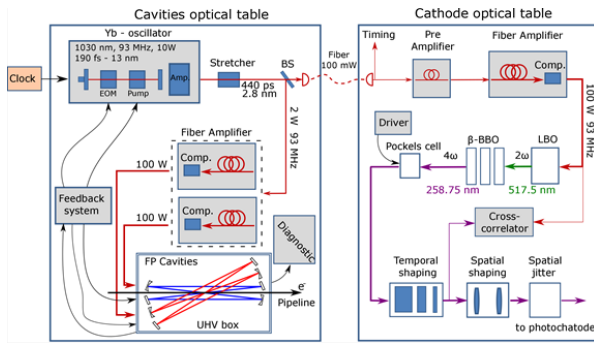 Cavities optical table
Cathode optical table
Yb - oscillator
1030 nm, 93 MHz, 10W
190 fs - 13 nm
EOM
Pump
Amp.
Clock
Stretcher
440 ps
2.8 nm
BS
Fiber
100 mW
Timing
Pre
Amplifier
Fiber Amplifier
Comp.
2 W 93 MHz
100 W 93 MHz
Fiber Amplifier
Comp.
Comp.
100 W
100 W
Feedback
system
Diagnostic
FP Cavities
e-
Pipeline
UHV box
Driver
Pockels cell
4ω
258.75 nm
β-BBO
2ω
517.5 nm
LBO
Cross-
correlator
Temporal
shaping
Spatial
shaping
Spatial
jitter
to photochatode